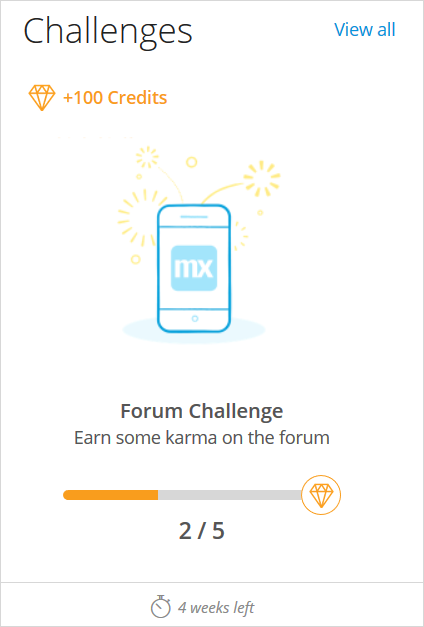 Challenges
View all
+100 Credits
mx
Forum Challenge
Earn some karma on the forum
2 / 5
4 weeks left